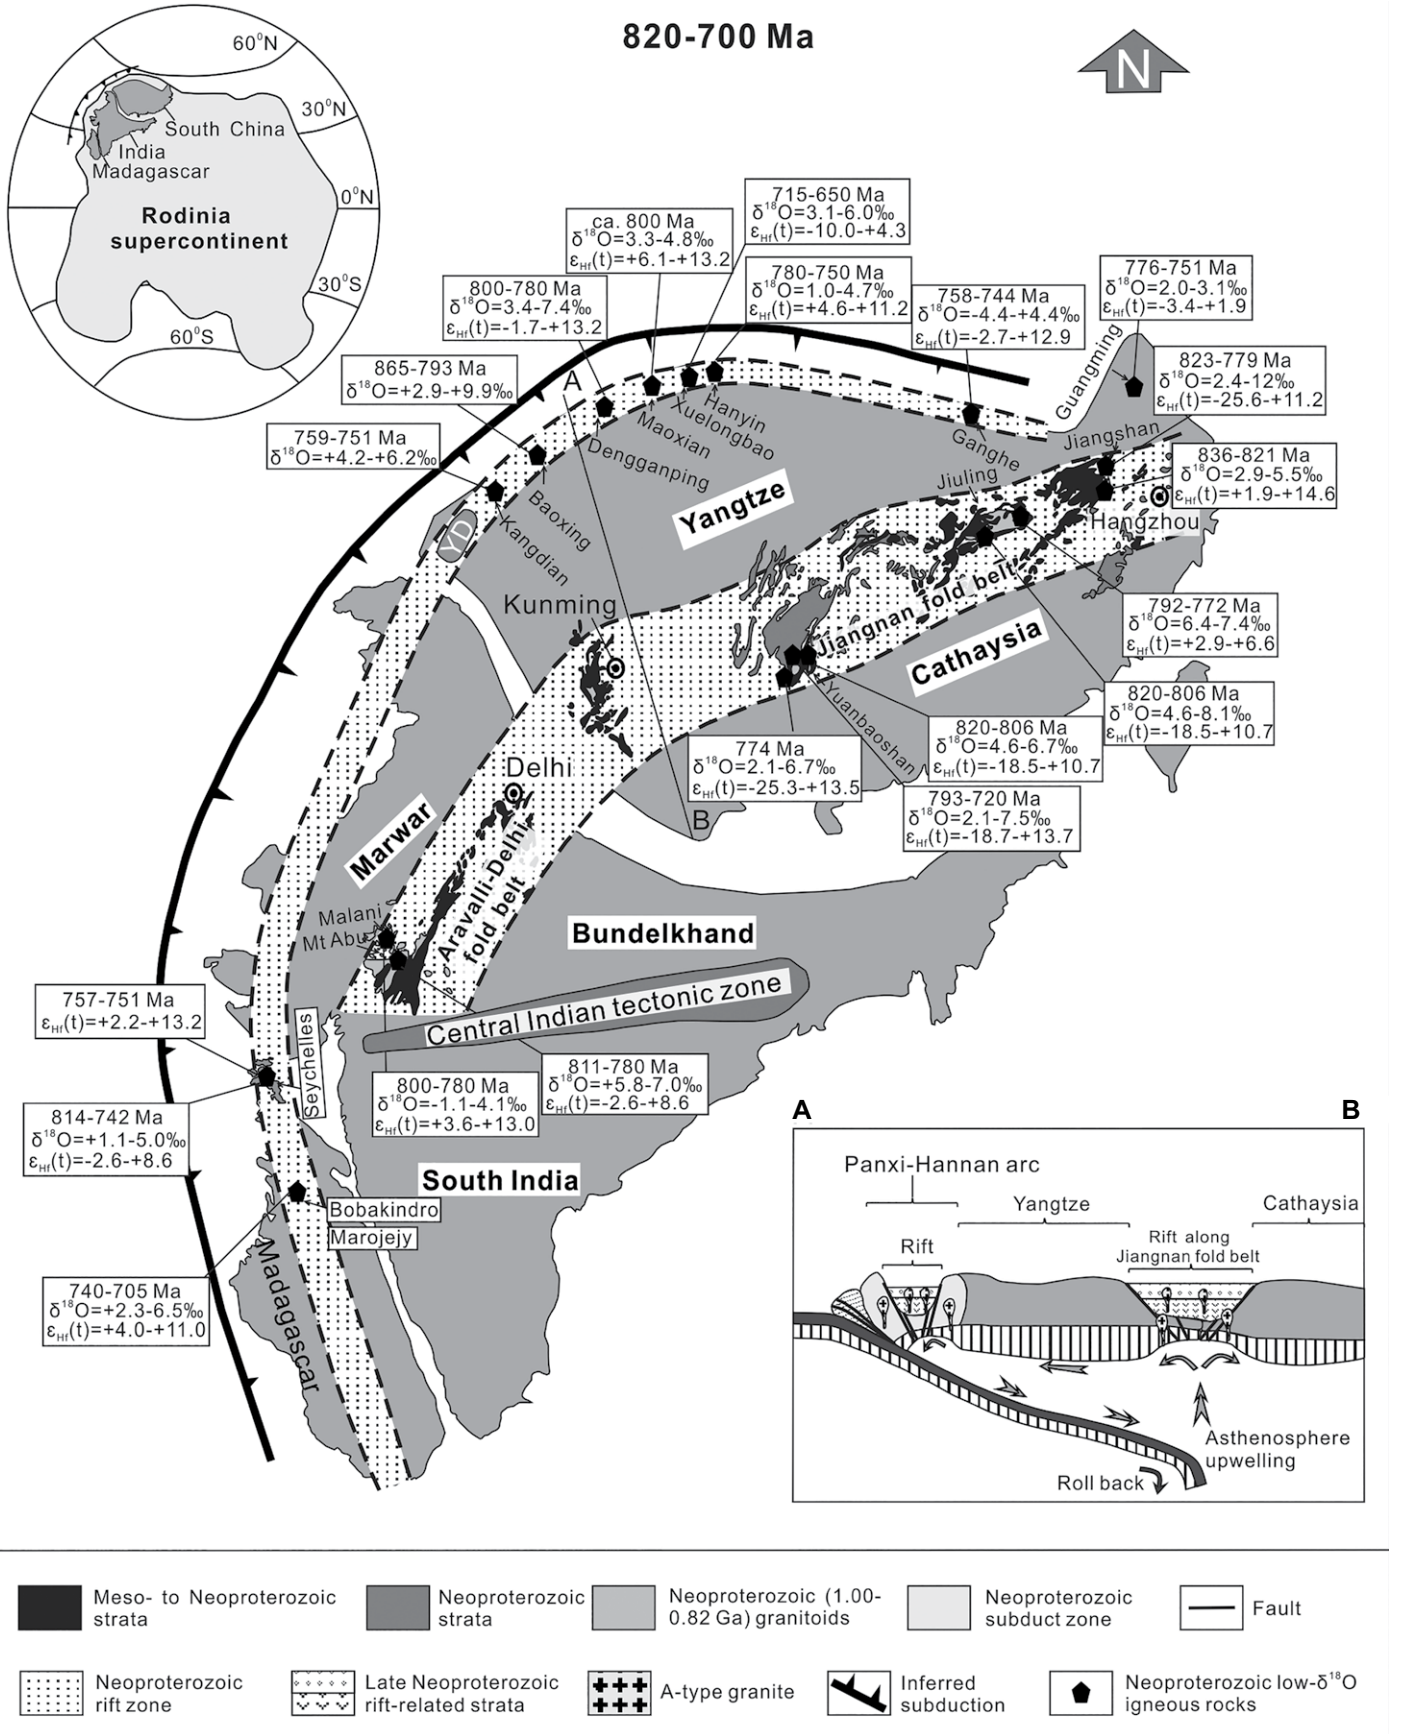 820-700 Ma
N
60⁰N
30⁰N
South China
India
Madagascar
0⁰N
Rodinia
supercontinent
30⁰S
60⁰S
715-650 Ma
δ¹⁸O=3.1-6.0‰
εHf(t)=-10.0-+4.3
ca. 800 Ma
δ¹⁸O=3.3-4.8‰
εHf(t)=+6.1-+13.2
780-750 Ma
δ¹⁸O=1.0-4.7‰
εHf(t)=+4.6-+11.2
776-751 Ma
δ¹⁸O=2.0-3.1‰
εHf(t)=-3.4-+1.9
800-780 Ma
δ¹⁸O=3.4-7.4‰
εHf(t)=-1.7-+13.2
758-744 Ma
δ¹⁸O=-4.4-+4.4‰
εHf(t)=-2.7-+12.9
865-793 Ma
δ¹⁸O=+2.9-+9.9‰
823-779 Ma
δ¹⁸O=2.4-12‰
εHf(t)=-25.6-+11.2
759-751 Ma
δ¹⁸O=+4.2-+6.2‰
836-821 Ma
δ¹⁸O=2.9-5.5‰
εHf(t)=+1.9-+14.6
A
Guangming
Hanyin
Xuelongbao
Maoxian
Dengganping
Baoxing
Kangdian
YD
Ganghe
Jiangshan
Jiuling
Hangzhou
Yangtze
Kunming
Jiangnan fold belt
Cathaysia
792-772 Ma
δ¹⁸O=6.4-7.4‰
εHf(t)=+2.9-+6.6
820-806 Ma
δ¹⁸O=4.6-8.1‰
εHf(t)=-18.5-+10.7
Yuanbaoshan
820-806 Ma
δ¹⁸O=4.6-6.7‰
εHf(t)=-18.5-+10.7
774 Ma
δ¹⁸O=2.1-6.7‰
εHf(t)=-25.3-+13.5
793-720 Ma
δ¹⁸O=2.1-7.5‰
εHf(t)=-18.7-+13.7
B
Delhi
Marwar
Aravalli-Delhi
fold belt
Malani
Mt Abu
Bundelkhand
Central Indian tectonic zone
757-751 Ma
εHf(t)=+2.2-+13.2
Seychelles
811-780 Ma
δ¹⁸O=+5.8-7.0‰
εHf(t)=-2.6-+8.6
800-780 Ma
δ¹⁸O=-1.1-4.1‰
εHf(t)=+3.6-+13.0
814-742 Ma
δ¹⁸O=+1.1-5.0‰
εHf(t)=-2.6-+8.6
South India
Bobakindro
Marojejy
Madagascar
740-705 Ma
δ¹⁸O=+2.3-6.5‰
εHf(t)=+4.0-+11.0
A
B
Panxi-Hannan arc
Yangtze
Cathaysia
Rift
Rift along
Jiangnan fold belt
Asthenosphere
upwelling
Roll back
Meso- to Neoproterozoic
strata
Neoproterozoic
strata
Neoproterozoic (1.00-
0.82 Ga) granitoids
Neoproterozoic
subduct zone
Fault
Neoproterozoic
rift zone
Late Neoproterozoic
rift-related strata
A-type granite
Inferred
subduction
Neoproterozoic low-δ¹⁸O
igneous rocks